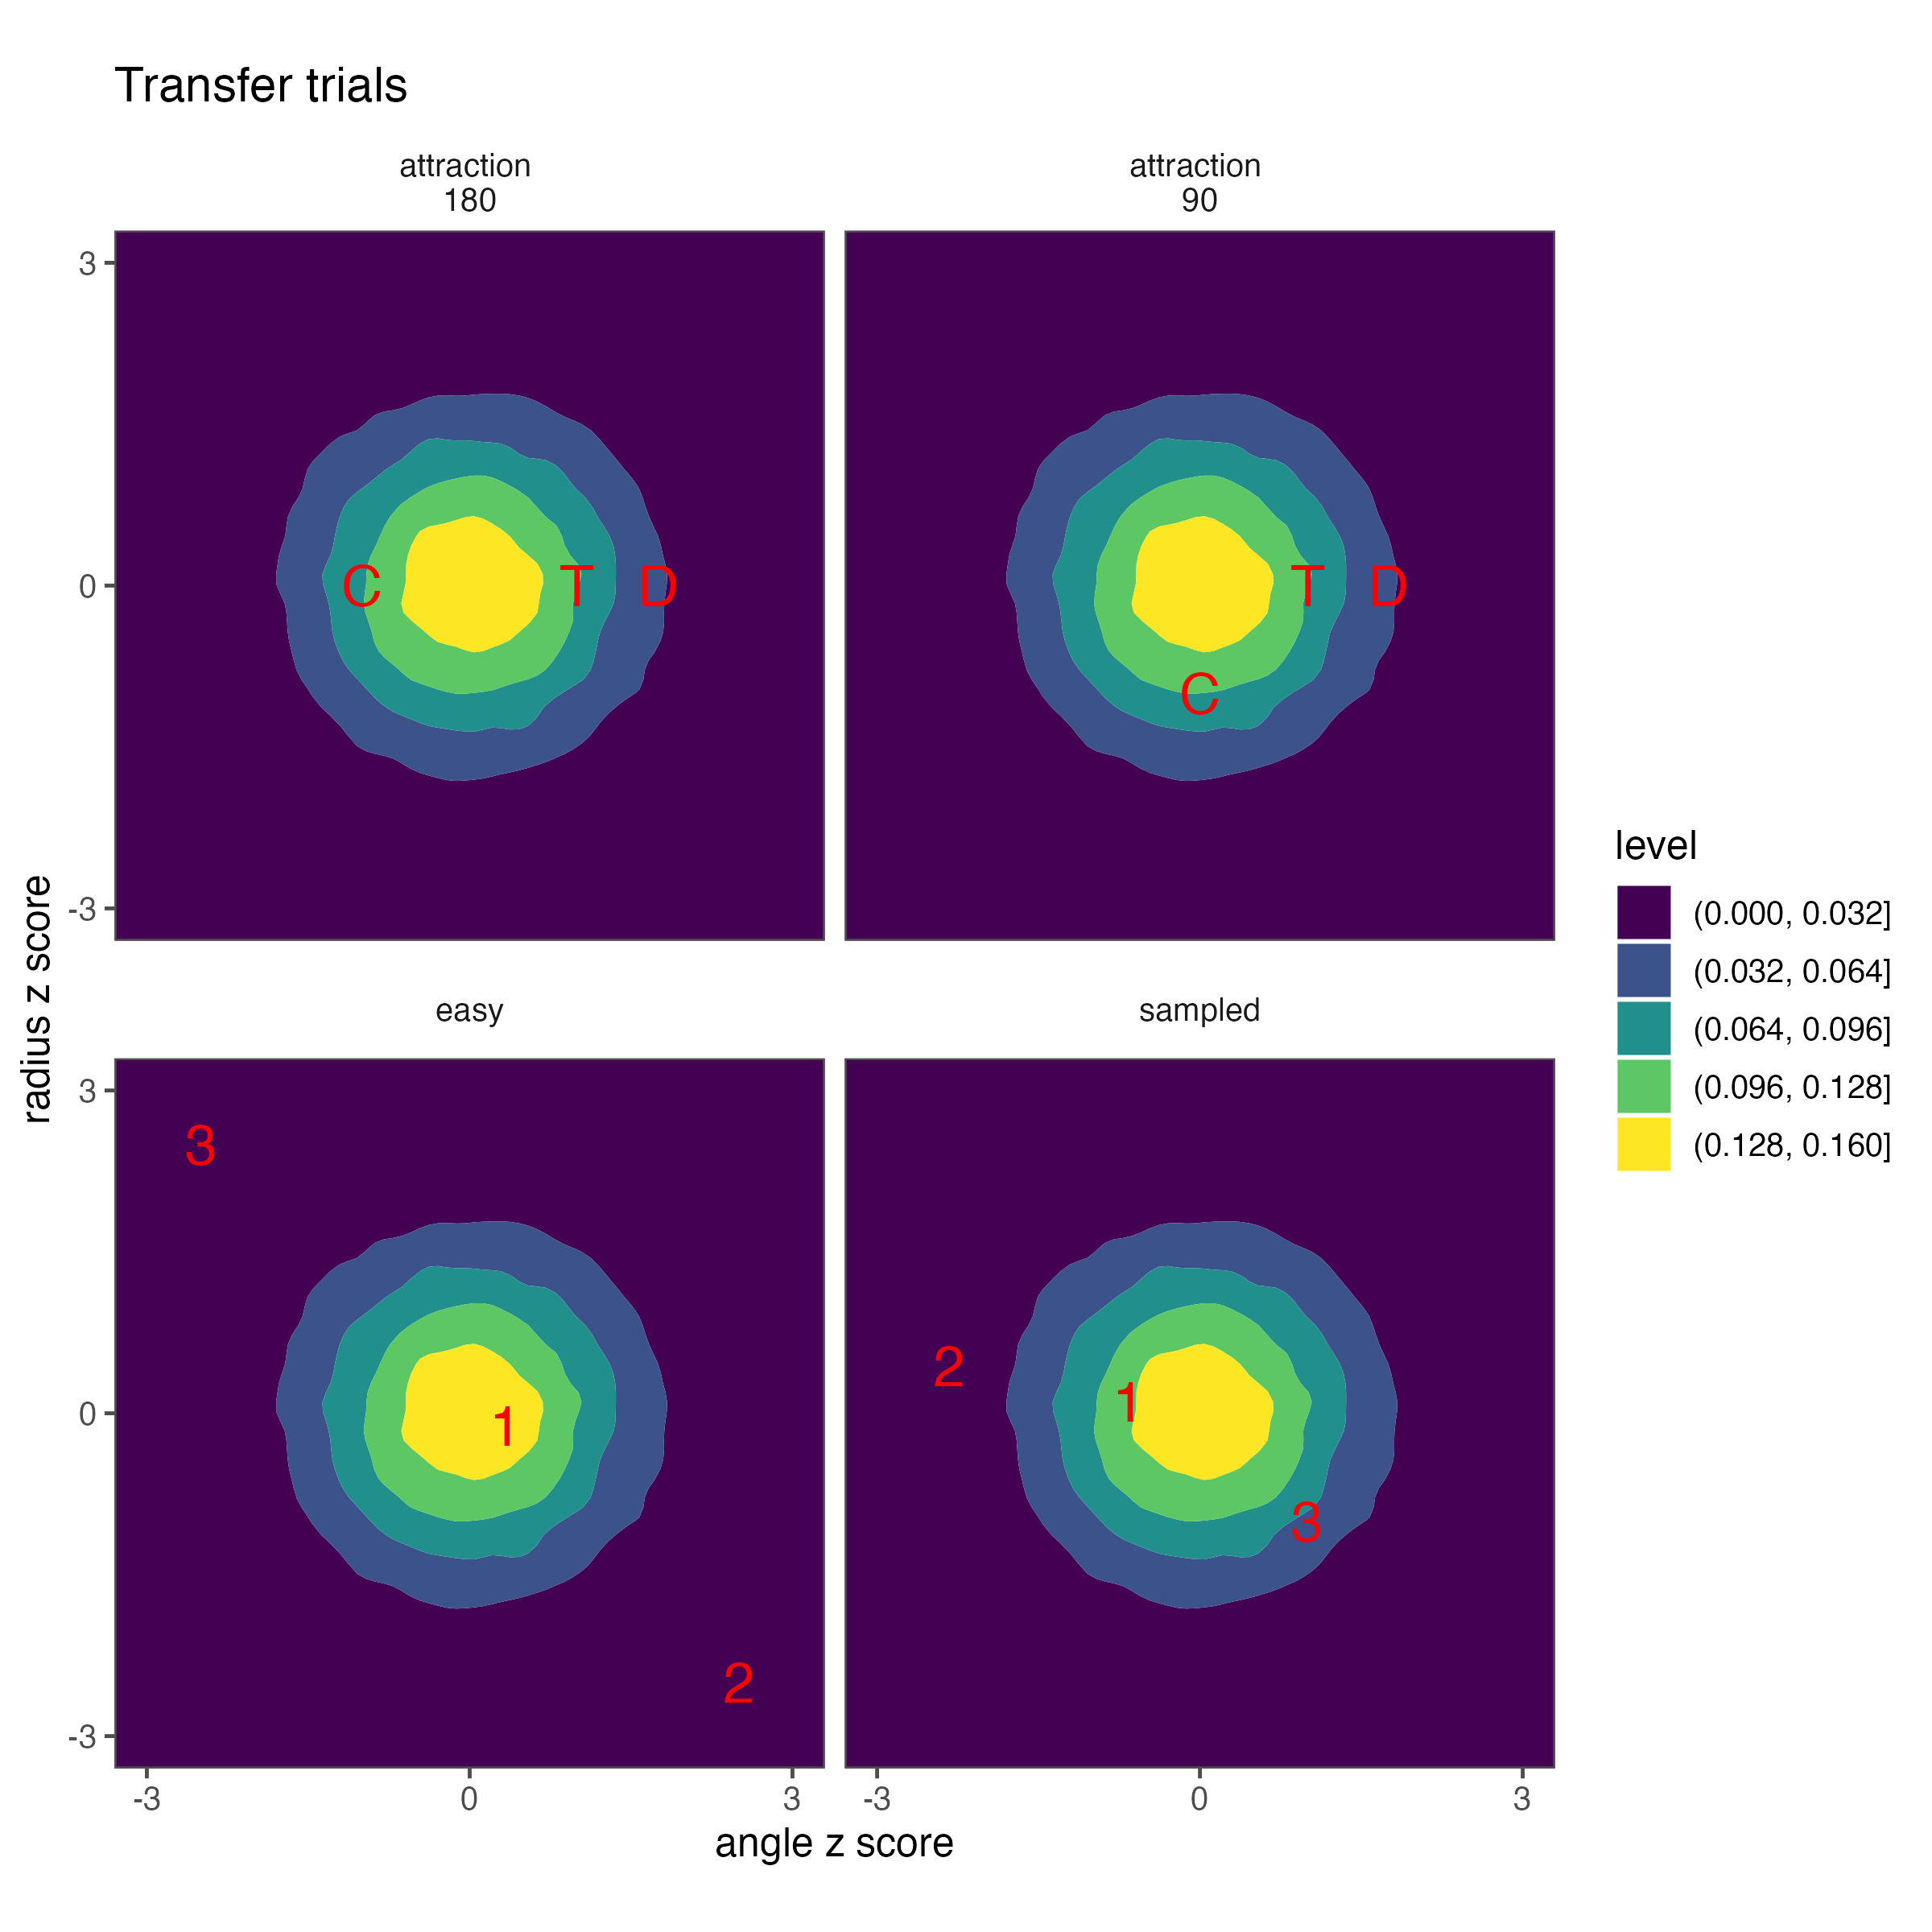 Transfer trials
attraction
180
attraction
90
3
0
-3
C
T
D
T
D
C
radius z score
easy
sampled
3
0
-3
3
1
2
2
1
3
-3
0
3
-3
0
3
angle z score
level
(0.000, 0.032]
(0.032, 0.064]
(0.064, 0.096]
(0.096, 0.128]
(0.128, 0.160]